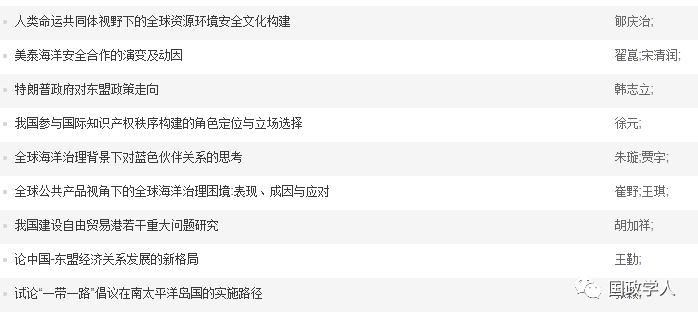 人类命运共同体视野下的全球资源环境安全文化构建 郇庆治;
美泰海洋安全合作的演变及动因 翟崑;宋清润;
特朗普政府对东盟政策走向 韩志立;
我国参与国际知识产权秩序构建的角色定位与立场选择 徐元;
全球海洋治理背景下对蓝色伙伴关系的思考 朱璇;贾宇;
全球公共产品视角下的全球海洋治理困境:表现、成因与应对 崔野;王琪;
我国建设自由贸易港若干重大问题研究 胡加祥;
论中国-东盟经济关系发展的新格局 王勤;
试论“一带一路”倡议在南太平洋岛国的实施路径
国政学人